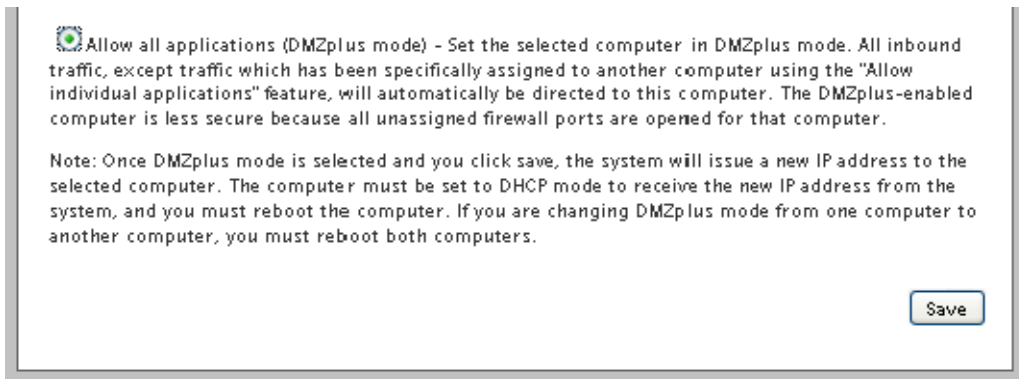 Allow all applications (DMZplus mode) - Set the selected computer in DMZplus mode. All inbound
traffic, except traffic which has been specifically assigned to another computer using the "Allow
individual applications" feature, will automatically be directed to this computer. The DMZplus-enabled
computer is less secure because all unassigned firewall ports are opened for that computer.
Note: Once DMZplus mode is selected and you click save, the system will issue a new IP address to the
selected computer. The computer must be set to DHCP mode to receive the new IP address from the
system, and you must reboot the computer. If you are changing DMZplus mode from one computer to
another computer, you must reboot both computers.
Save